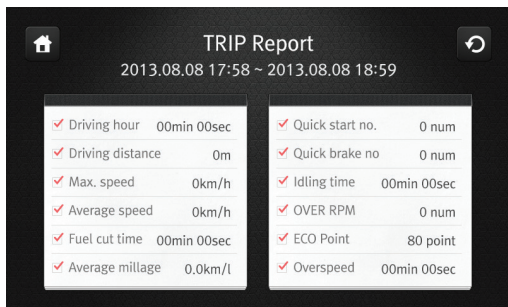 TRIP Report
2013.08.08 17:58 ~ 2013.08.08 18:59
Driving hour 00min 00sec
Driving distance 0m
Max. speed 0km/h
Average speed 0km/h
Fuel cut time 00min 00sec
Average millage 0.0km/l
Quick start no. 0 num
Quick brake no 0 num
Idling time 00min 00sec
OVER RPM 0 num
ECO Point 80 point
Overspeed 00min 00sec